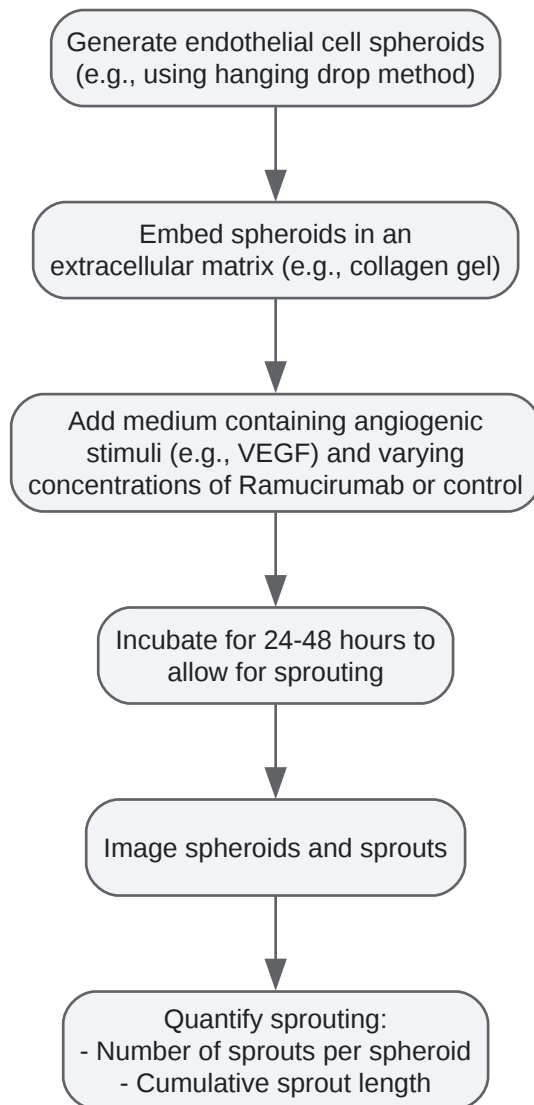 Generate endothelial cell spheroids
(e.g., using hanging drop method)
Embed spheroids in an
extracellular matrix (e.g., collagen gel)
Add medium containing angiogenic
stimuli (e.g., VEGF) and varying
concentrations of Ramucirumab or control
Incubate for 24-48 hours to
allow for sprouting
Image spheroids and sprouts
Quantify sprouting:
- Number of sprouts per spheroid
- Cumulative sprout length